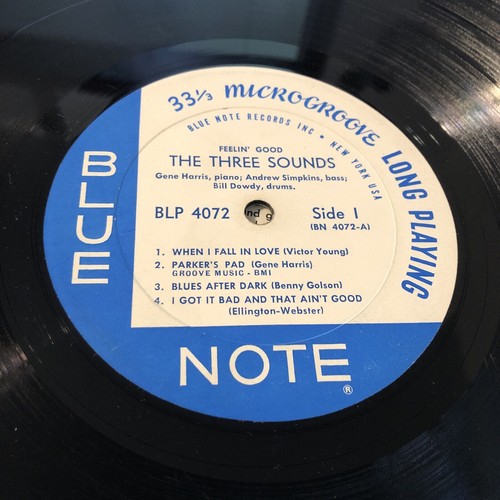 33⅓ MICROGROOVE LONG PLAYING
BLUE NOTE RECORDS INC • NEW YORK USA
FEELIN' GOOD
THE THREE SOUNDS
Gene Harris, piano; Andrew Simpkins, bass;
Bill Dowdy, drums.
BLP 4072
Side 1
(BN 4072-A)
1. WHEN I FALL IN LOVE (Victor Young)
2. PARKER'S PAD (Gene Harris)
GROOVE MUSIC - BMI
3. BLUES AFTER DARK (Benny Golson)
4. I GOT IT BAD AND THAT AIN'T GOOD
(Ellington-Webster)
BLUE
NOTE®